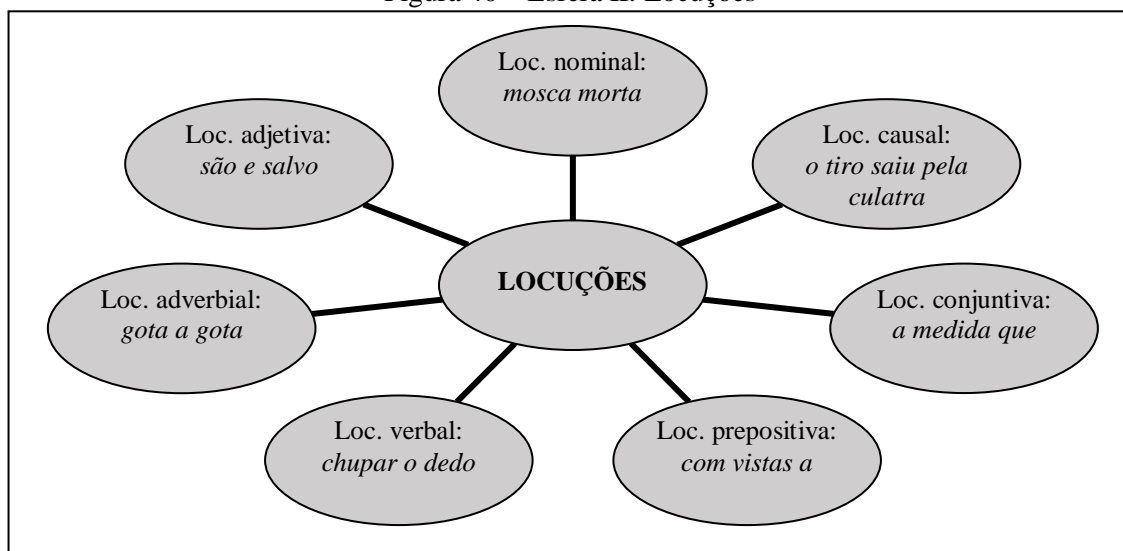 Loc. nominal:
mosca morta
Loc. adjetiva:
são e salvo
Loc. causal:
o tiro saiu pela
culatra
LOCUÇÕES
Loc. adverbial:
gota a gota
Loc. conjuntiva:
a medida que
Loc. verbal:
chupar o dedo
Loc. prepositiva:
com vistas a